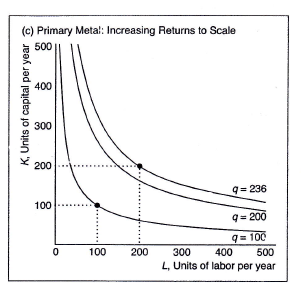 (c) Primary Metal: Increasing Returns to Scale
K, Units of capital per year
500
400
300
200
100
q = 236
q = 200
q = 100
0
100
200
300
400
500
L, Units of labor per year